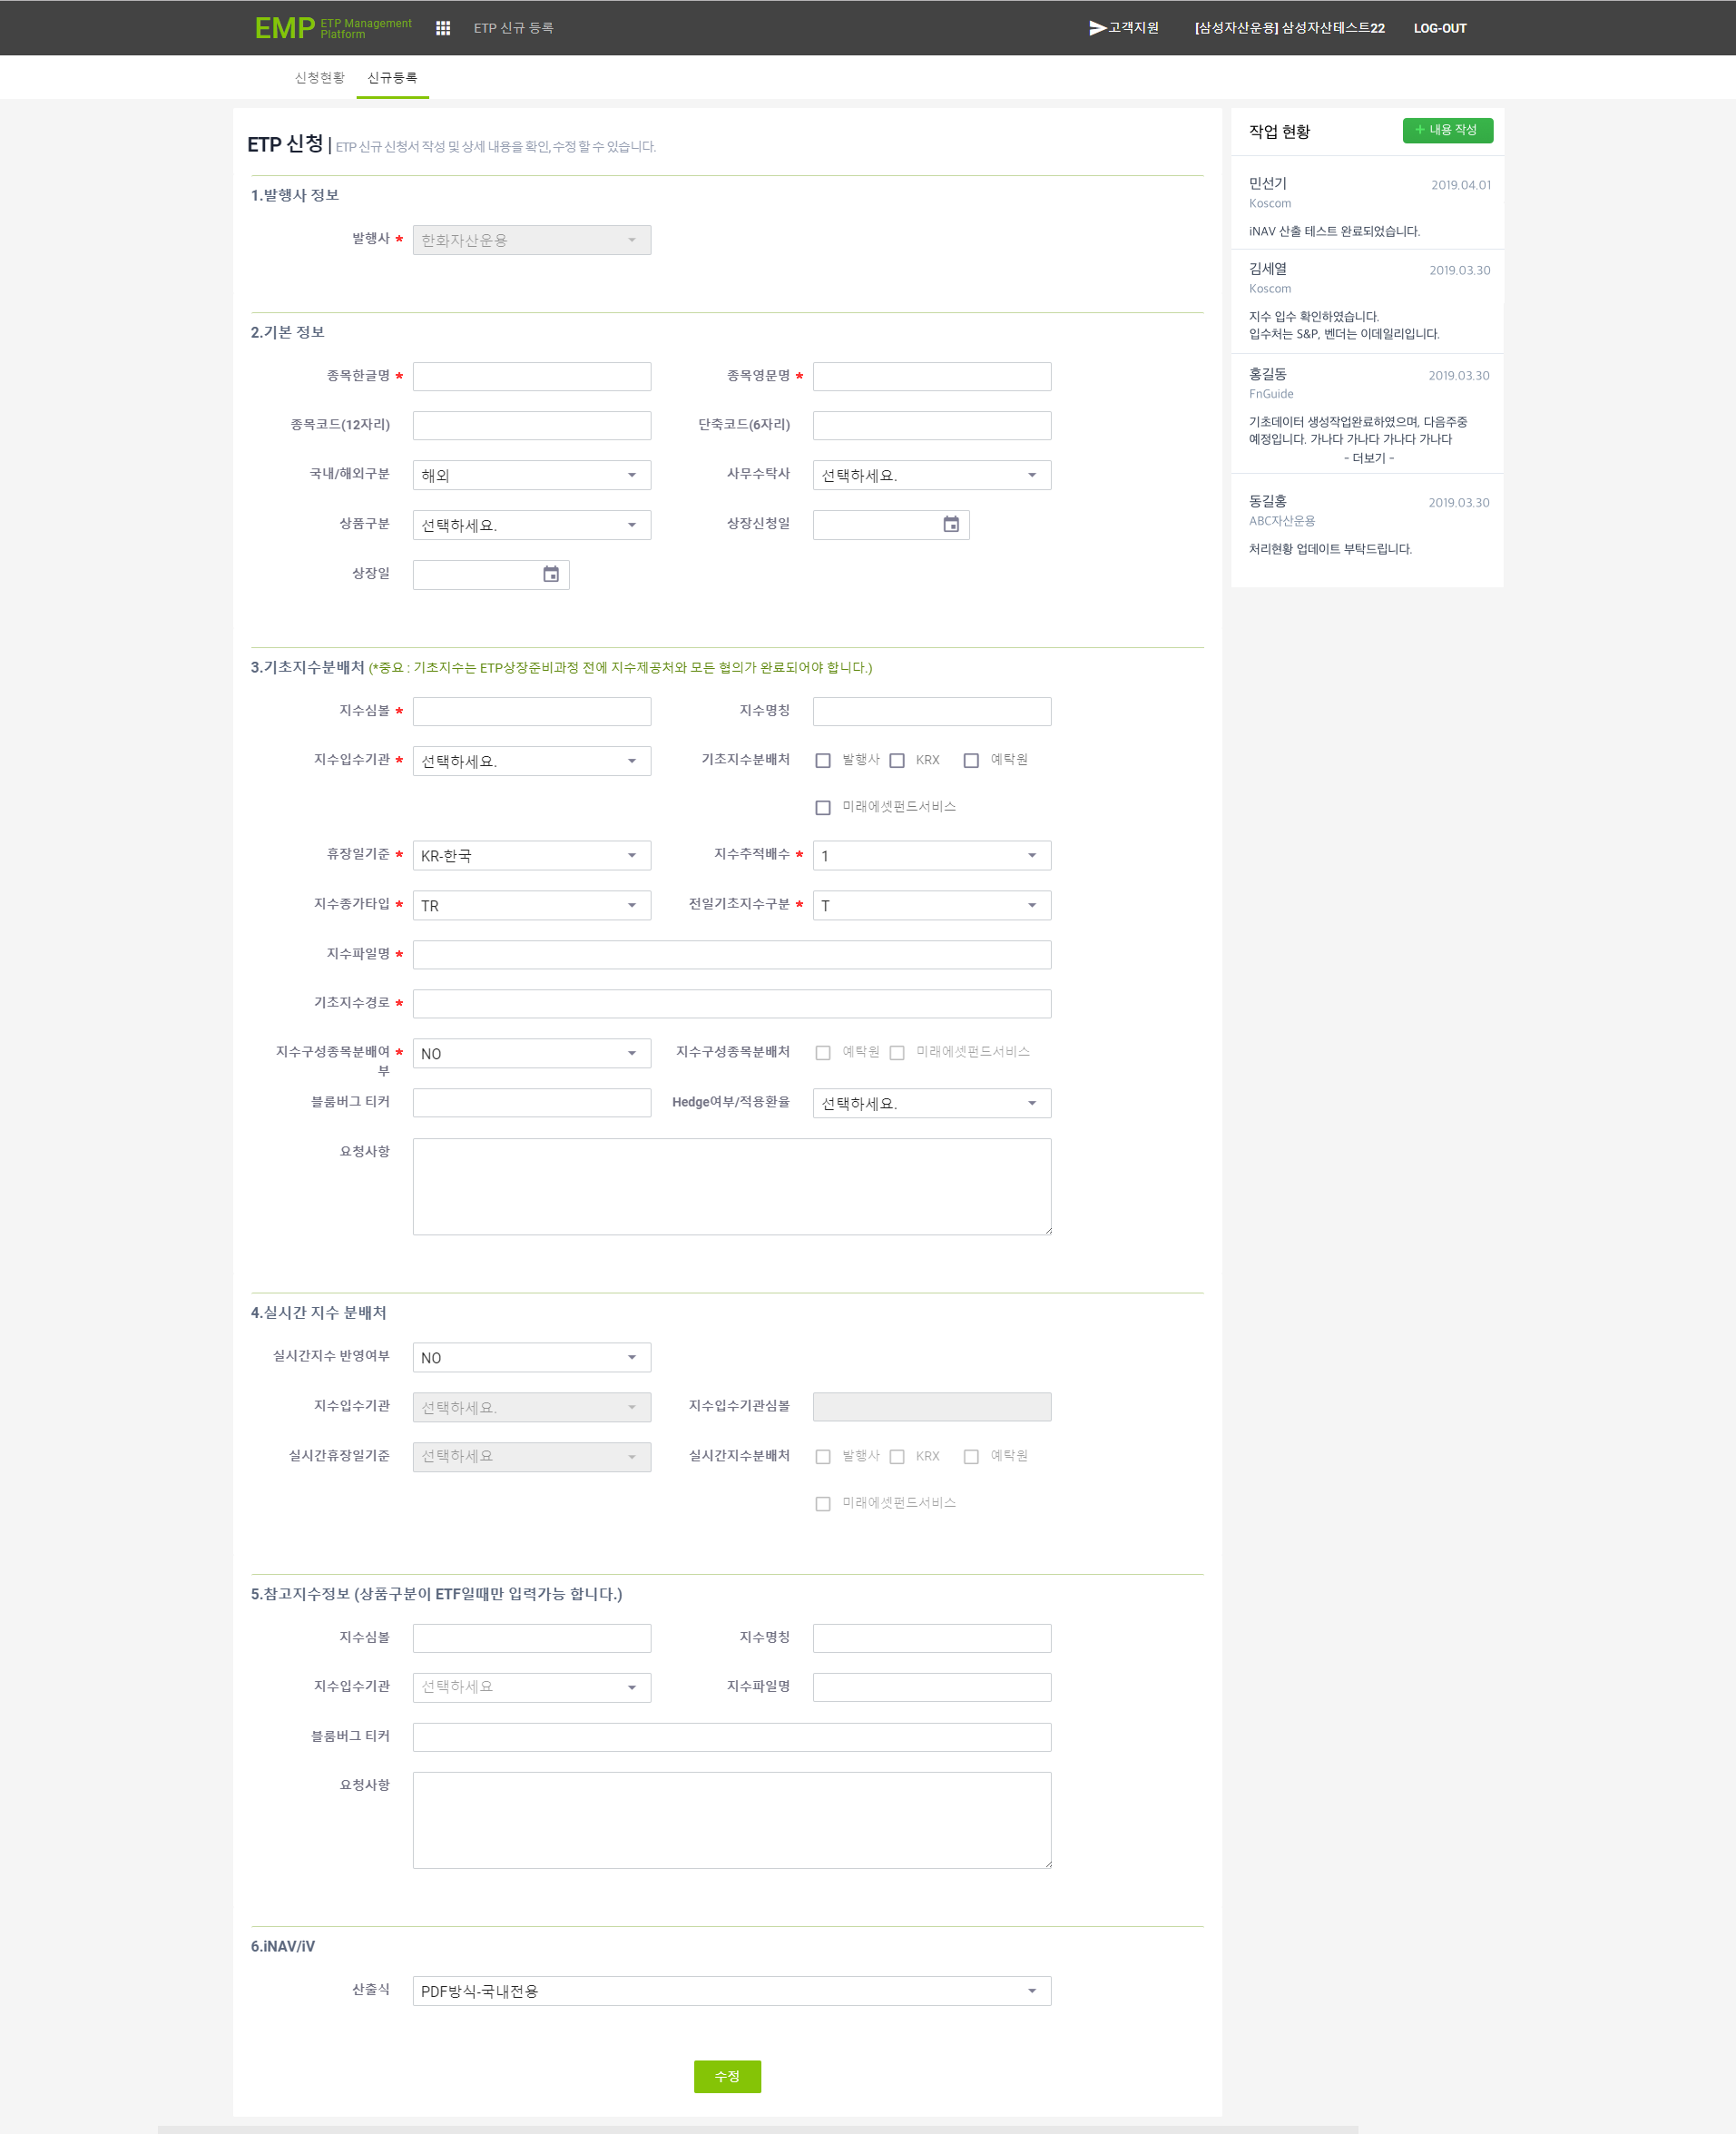 EMP ETP Management Platform
ETP 신규 등록
고객지원
[삼성자산운용] 삼성자산테스트22
LOG-OUT
신청현황
신규등록
ETP 신청 | ETP 신규 신청서 작성 및 상세 내용을 확인, 수정 할 수 있습니다.
1.발행사 정보
발행사 *
한화자산운용
2.기본 정보
종목한글명 *
종목영문명 *
종목코드(12자리)
단축코드(6자리)
국내/해외구분
해외
사무수탁사
선택하세요.
상품구분
선택하세요.
상장신청일
상장일
3.기초지수분배처 (*중요 : 기초지수는 ETP상장준비과정 전에 지수제공처와 모든 협의가 완료되어야 합니다.)
지수심볼 *
지수명칭
지수입수기관 *
선택하세요.
기초지수분배처
발행사
KRX
예탁원
미래에셋펀드서비스
휴장일기준 *
KR-한국
지수추적배수 *
1
지수종가타입 *
TR
전일기초지수구분 *
T
지수파일명 *
기초지수경로 *
지수구성종목분배여부 *
NO
지수구성종목분배처
예탁원
미래에셋펀드서비스
블룸버그 티커
Hedge여부/적용환율
선택하세요.
요청사항
4.실시간 지수 분배처
실시간지수 반영여부
NO
지수입수기관
선택하세요.
지수입수기관심볼
실시간휴장일기준
선택하세요
실시간지수분배처
발행사
KRX
예탁원
미래에셋펀드서비스
5.참고지수정보 (상품구분이 ETF일때만 입력가능 합니다.)
지수심볼
지수명칭
지수입수기관
선택하세요
지수파일명
블룸버그 티커
요청사항
6.iNAV/iV
산출식
PDF방식-국내전용
수정
작업 현황
+ 내용 작성
민선기
2019.04.01
Koscom
iNAV 산출 테스트 완료되었습니다.
김세열
2019.03.30
Koscom
지수 입수 확인하였습니다.
입수처는 S&P, 벤더는 이데일리입니다.
홍길동
2019.03.30
FnGuide
기초데이터 생성작업완료하였으며, 다음주중
예정입니다. 가나다 가나다 가나다 가나다
- 더보기 -
동길홍
2019.03.30
ABC자산운용
처리현황 업데이트 부탁드립니다.